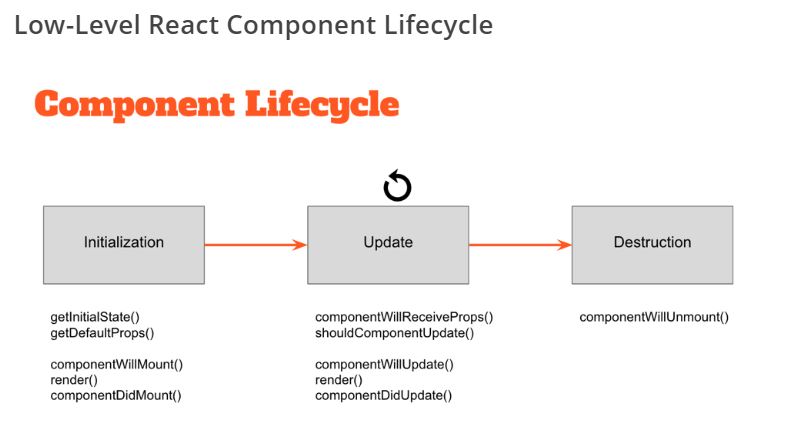 Low-Level React Component Lifecycle
Component Lifecycle
Initialization
Update
Destruction
getInitialState()
getDefaultProps()
componentWillMount()
render()
componentDidMount()
componentWillReceiveProps()
shouldComponentUpdate()
componentWillUpdate()
render()
componentDidUpdate()
componentWillUnmount()